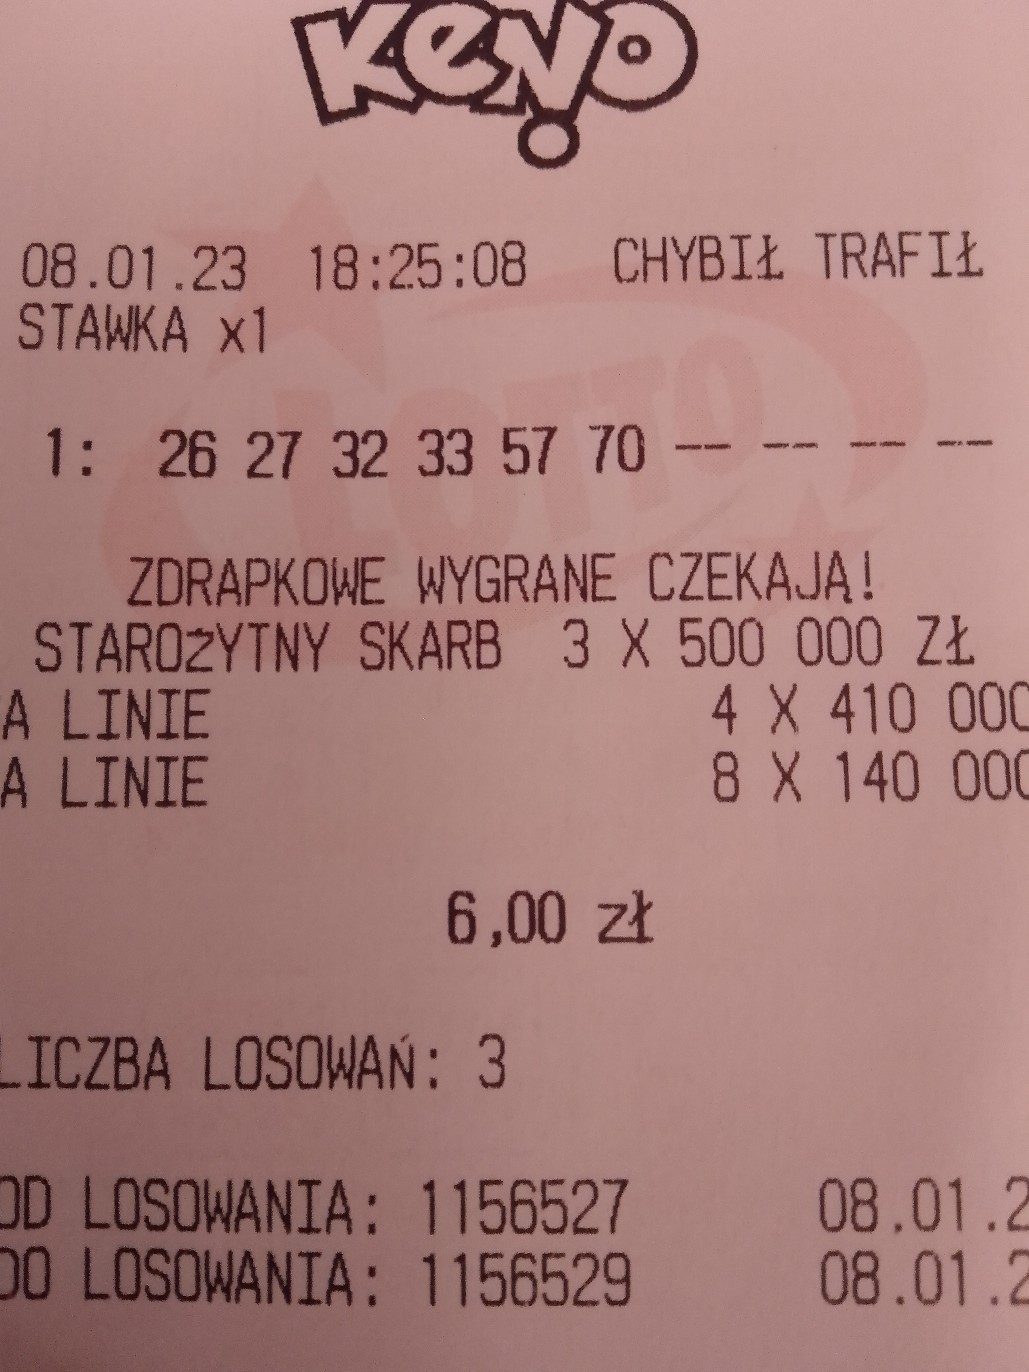 KENO
08.01.23 18:25:08 CHYBIŁ TRAFIŁ
STAWKA x1
1: 26 27 32 33 57 70 -- -- -- --
LOTTO
ZDRAPKOWE WYGRANE CZEKAJĄ!
STAROŻYTNY SKARB 3 X 500 000 ZŁ
A LINIE 4 X 410 000
A LINIE 8 X 140 000
6,00 zł
LICZBA LOSOWAŃ: 3
OD LOSOWANIA: 1156527 08.01.2
DO LOSOWANIA: 1156529 08.01.2